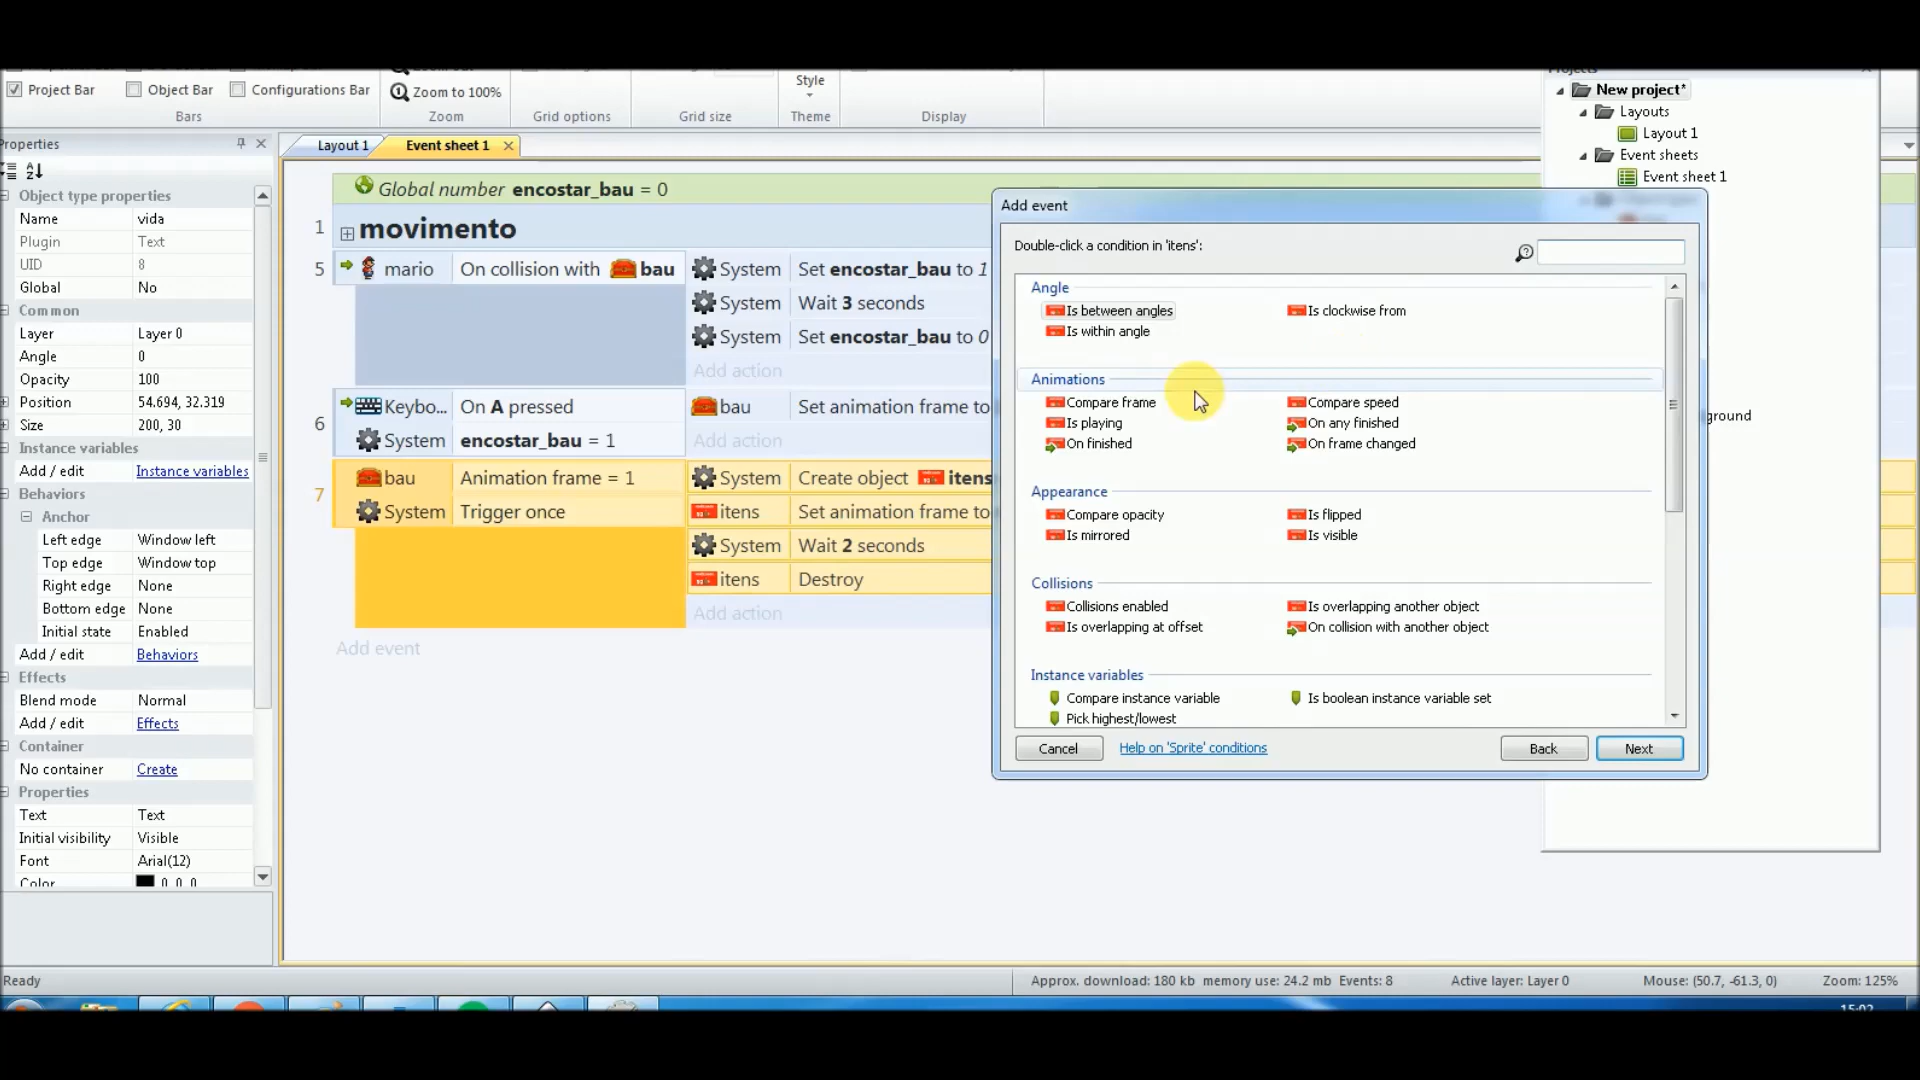 Project Bar
Object Bar
Configurations Bar
Bars
Zoom to 100%
Zoom
Grid options
Grid size
Style
Theme
Display
New project*
Layouts
Layout 1
Event sheets
Event sheet 1
Properties
Object type properties
Name vida
Plugin Text
UID 8
Global No
Common
Layer Layer 0
Angle 0
Opacity 100
Position 54.694, 32.319
Size 200, 30
Instance variables
Add / edit Instance variables
Behaviors
Anchor
Left edge Window left
Top edge Window top
Right edge None
Bottom edge None
Initial state Enabled
Add / edit Behaviors
Effects
Blend mode Normal
Add / edit Effects
Container
No container Create
Properties
Text Text
Initial visibility Visible
Font Arial(12)
Color 0, 0, 0
Layout 1
Event sheet 1
Global number encostar_bau = 0
1 movimento
5 mario On collision with bau System Set encostar_bau to 1
System Wait 3 seconds
System Set encostar_bau to 0
Add action
6 Keybo... On A pressed bau Set animation frame to
System encostar_bau = 1 Add action
7 bau Animation frame = 1 System Create object itens
System Trigger once itens Set animation frame to
System Wait 2 seconds
itens Destroy
Add action
Add event
Add event
Double-click a condition in 'itens':
Angle
Is between angles Is clockwise from
Is within angle
Animations
Compare frame Compare speed
Is playing On any finished
On finished On frame changed
Appearance
Compare opacity Is flipped
Is mirrored Is visible
Collisions
Collisions enabled Is overlapping another object
Is overlapping at offset On collision with another object
Instance variables
Compare instance variable Is boolean instance variable set
Pick highest/lowest
Cancel
Help on 'Sprite' conditions
Back
Next
Ready
Approx. download: 180 kb memory use: 24.2 mb Events: 8
Active layer: Layer 0
Mouse: (50.7, -61.3, 0)
Zoom: 125%
15:02